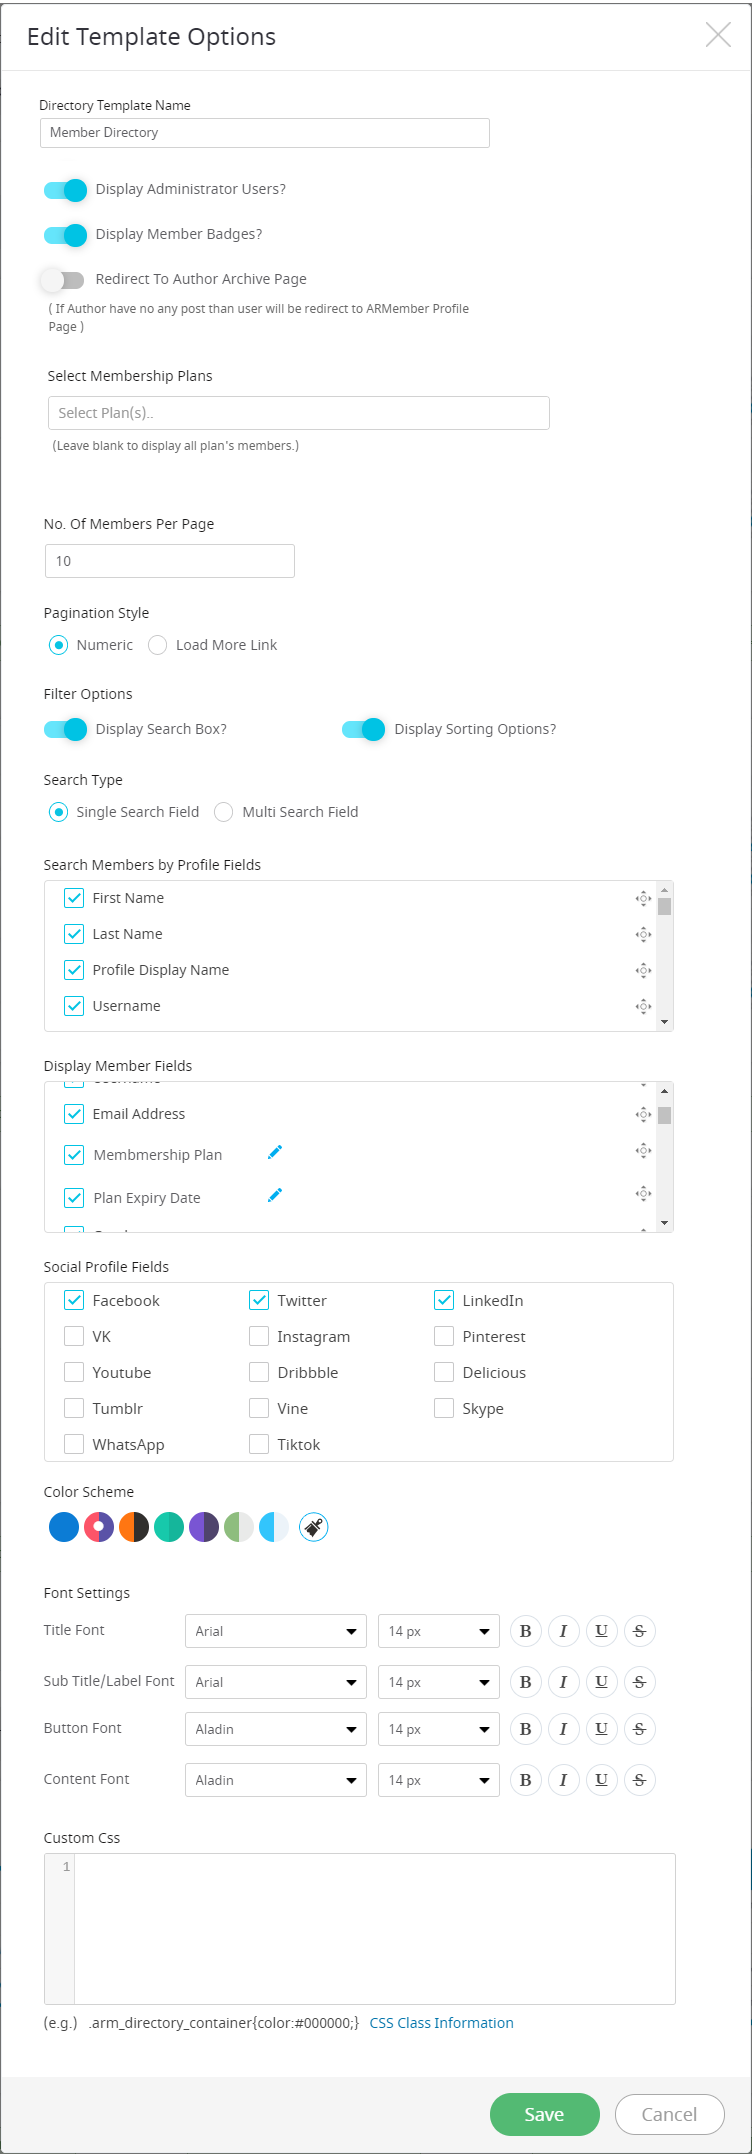 Edit Template Options
Directory Template Name
Member Directory
Display Administrator Users?
Display Member Badges?
Redirect To Author Archive Page
( If Author have no any post than user will be redirect to ARMember Profile
Page )
Select Membership Plans
Select Plan(s)..
(Leave blank to display all plan's members.)
No. Of Members Per Page
10
Pagination Style
Numeric Load More Link
Filter Options
Display Search Box? Display Sorting Options?
Search Type
Single Search Field Multi Search Field
Search Members by Profile Fields
First Name
Last Name
Profile Display Name
Username
Display Member Fields
Username
Email Address
Membmership Plan
Plan Expiry Date
Social Profile Fields
Facebook Twitter LinkedIn
VK Instagram Pinterest
Youtube Dribbble Delicious
Tumblr Vine Skype
WhatsApp Tiktok
Color Scheme
Font Settings
Title Font Arial 14 px B I U S
Sub Title/Label Font Arial 14 px B I U S
Button Font Aladin 14 px B I U S
Content Font Aladin 14 px B I U S
Custom Css
1
(e.g.) .arm_directory_container{color:#000000;} CSS Class Information
Save Cancel